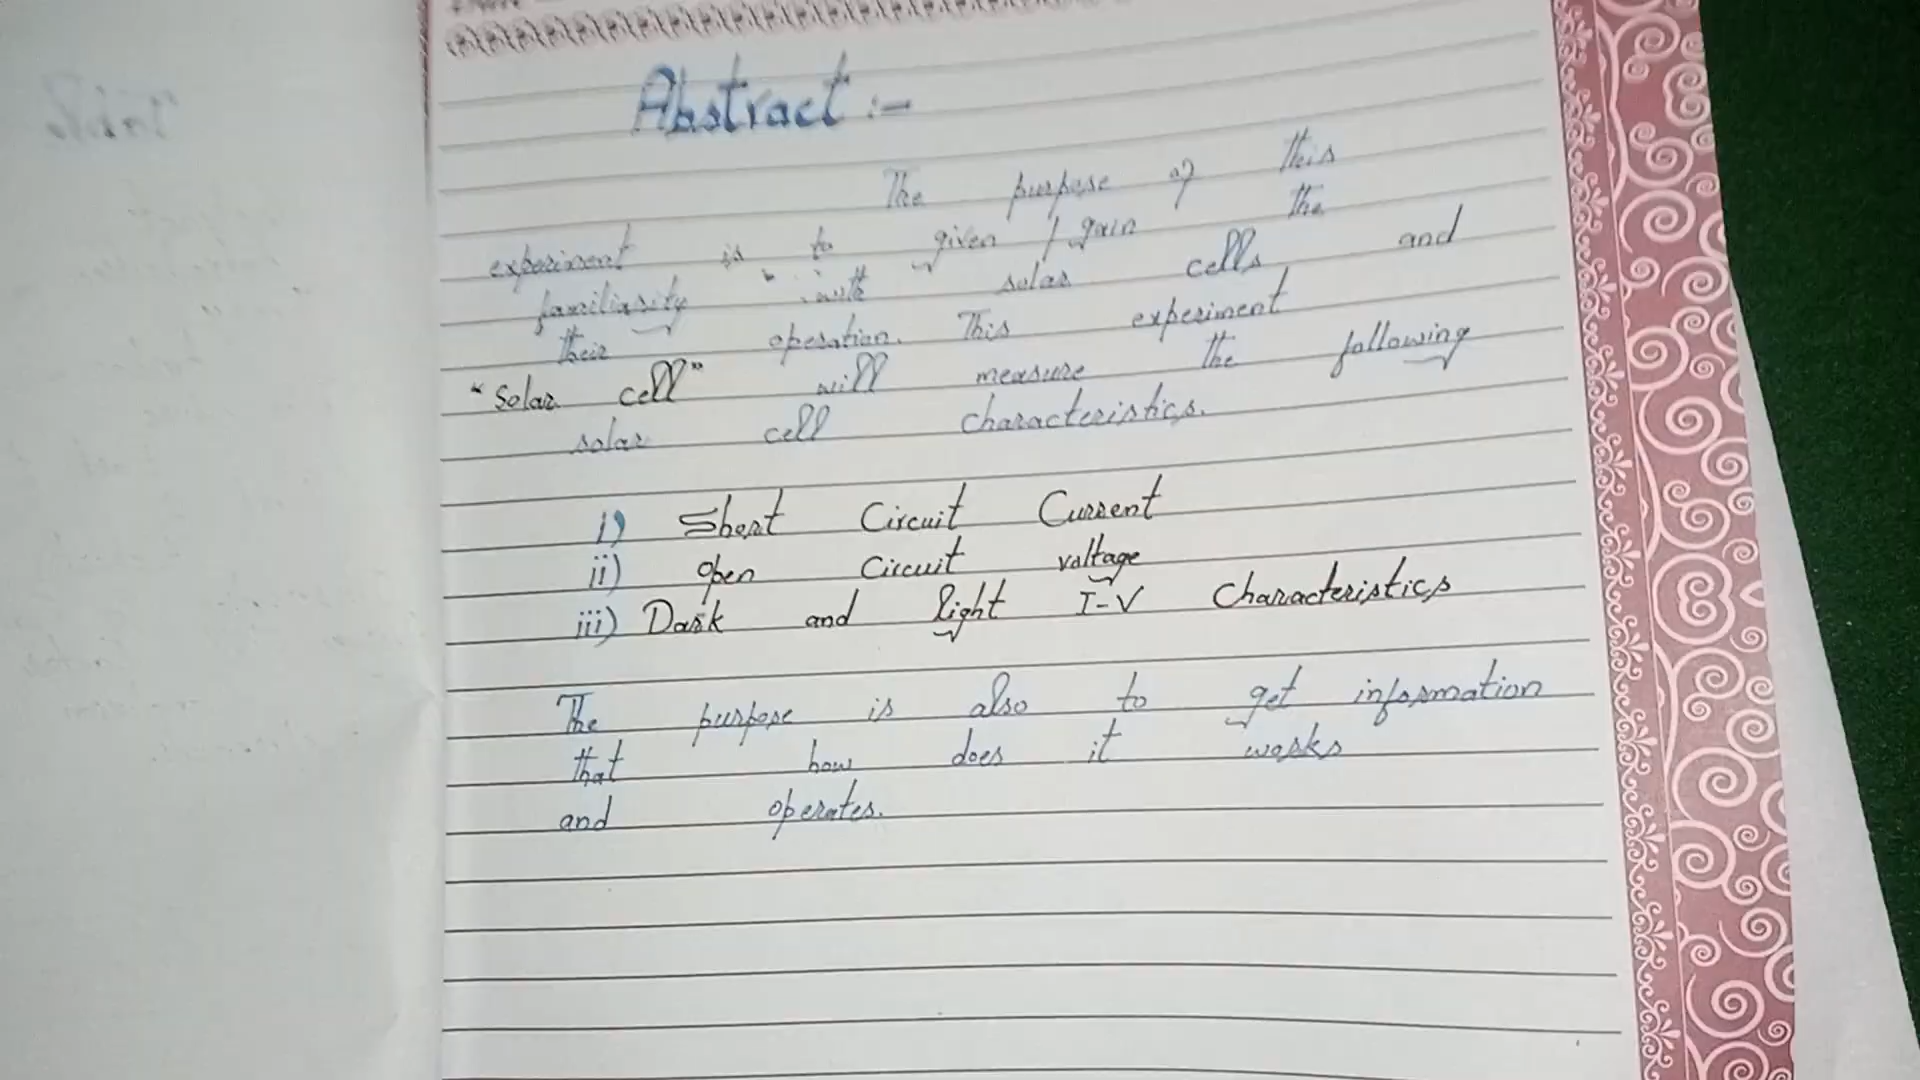 Abstract :-
The purpose of this
experiment is to given / gain the
familiarity with solar cells and
their operation. This experiment
"Solar cell" will measure the following
solar cell characteristics.
i) Short Circuit Current
ii) open Circuit voltage
iii) Dark and light I-V Characteristics
The purpose is also to get information
that how does it works
and operates.